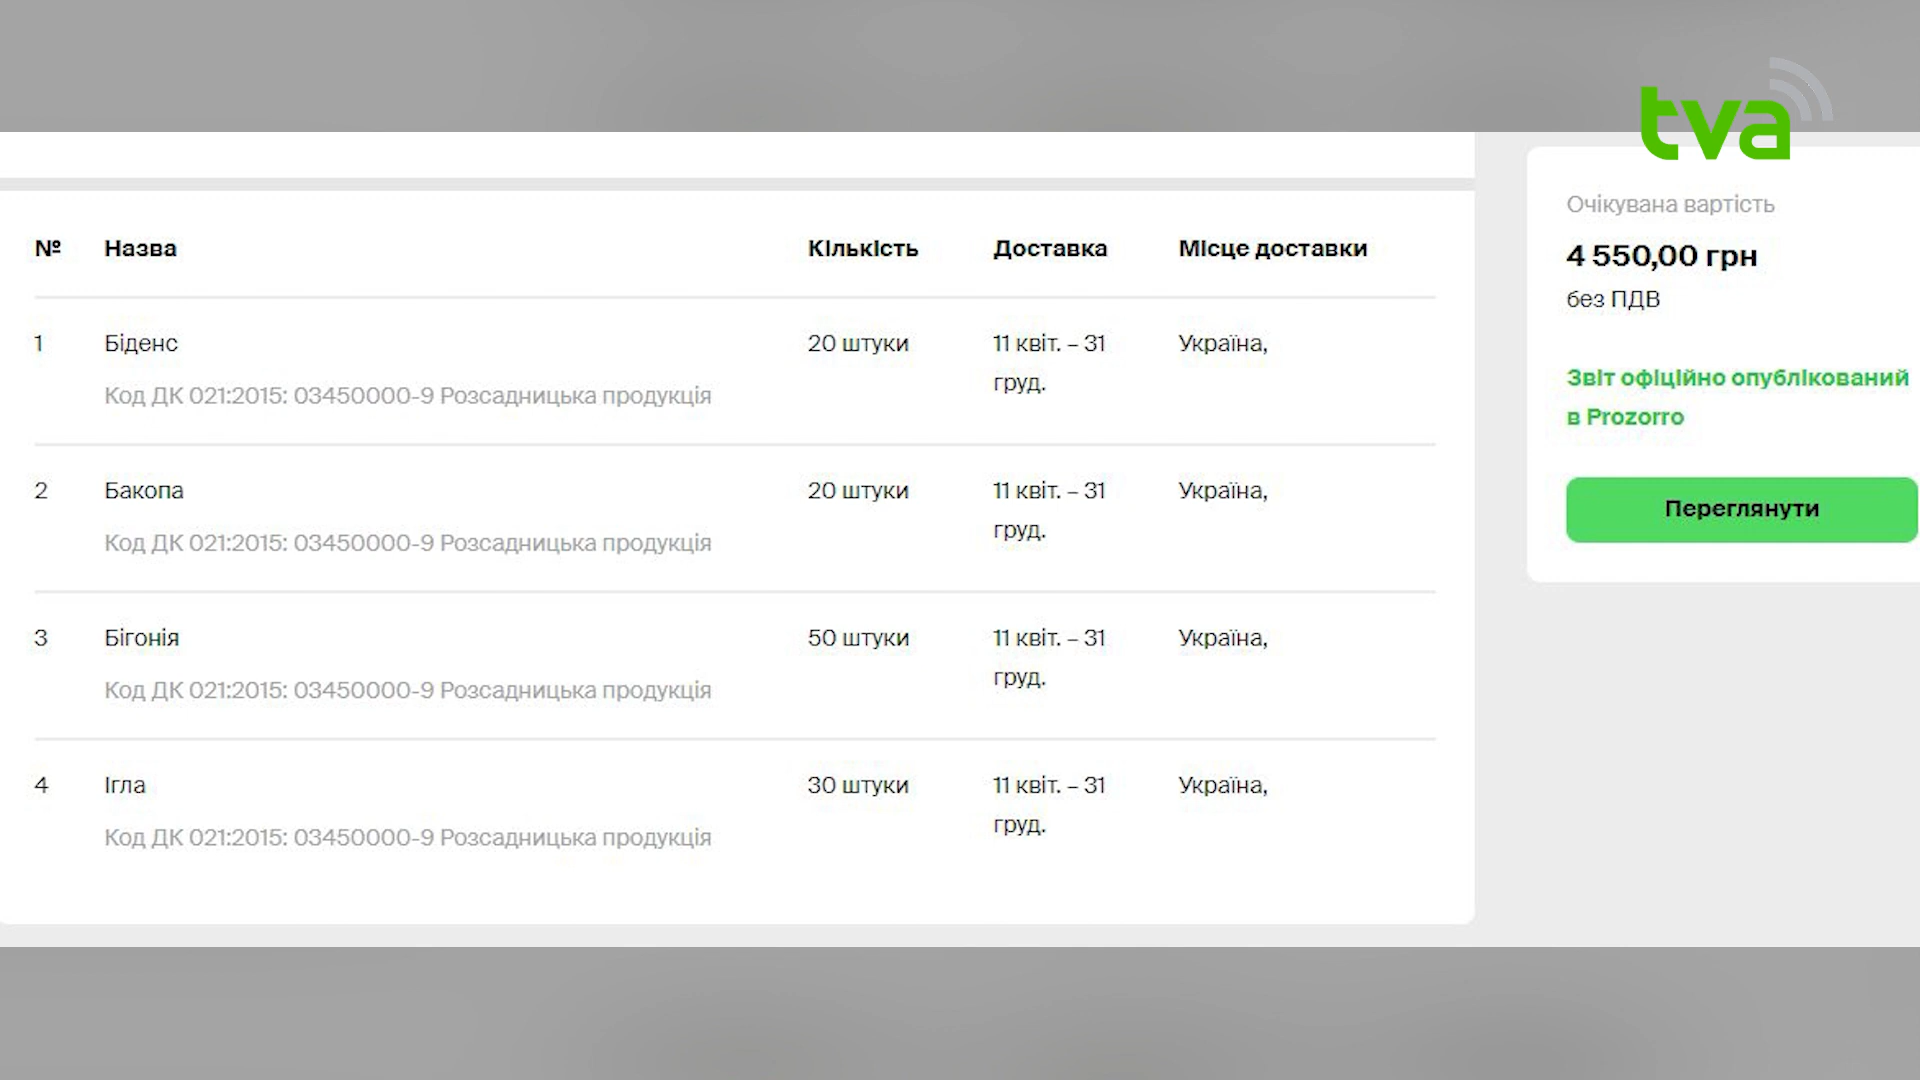 tva
№ Назва Кількість Доставка Місце доставки
1 Біденс 20 штуки 11 квіт. – 31 груд. Україна,
Код ДК 021:2015: 03450000-9 Розсадницька продукція
2 Бакопа 20 штуки 11 квіт. – 31 груд. Україна,
Код ДК 021:2015: 03450000-9 Розсадницька продукція
3 Бігонія 50 штуки 11 квіт. – 31 груд. Україна,
Код ДК 021:2015: 03450000-9 Розсадницька продукція
4 Ігла 30 штуки 11 квіт. – 31 груд. Україна,
Код ДК 021:2015: 03450000-9 Розсадницька продукція
Очікувана вартість
4 550,00 грн
без ПДВ
Звіт офіційно опублікований
в Prozorro
Переглянути